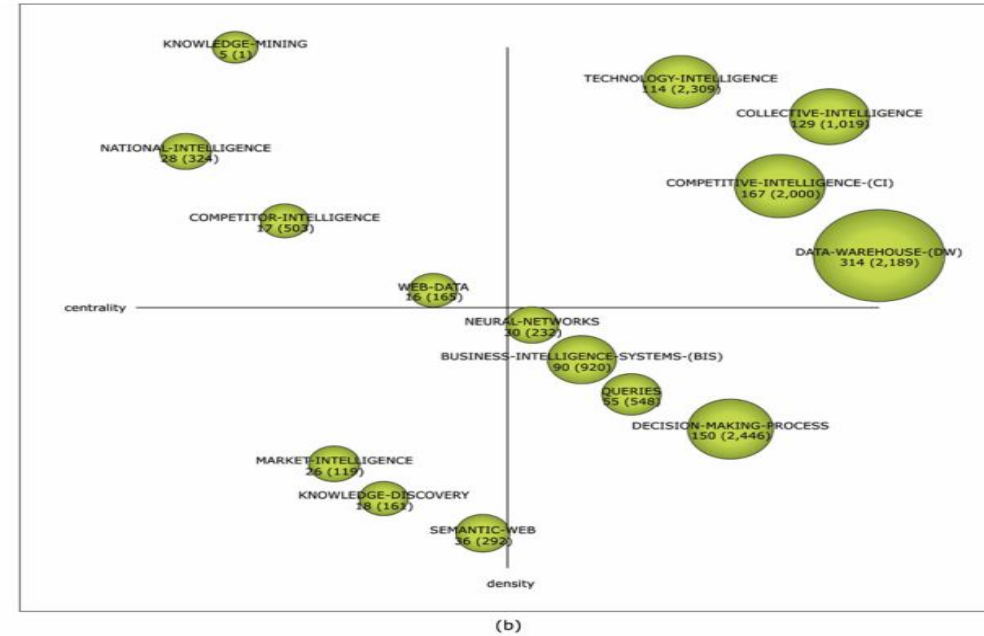 KNOWLEDGE-MINING
5 (1)
TECHNOLOGY-INTELLIGENCE
114 (2,309)
COLLECTIVE-INTELLIGENCE
129 (1,019)
NATIONAL-INTELLIGENCE
28 (324)
COMPETITIVE-INTELLIGENCE-(CI)
167 (2,000)
COMPETITOR-INTELLIGENCE
17 (503)
DATA-WAREHOUSE-(DW)
314 (2,189)
WEB-DATA
16 (165)
centrality
NEURAL-NETWORKS
30 (232)
BUSINESS-INTELLIGENCE-SYSTEMS-(BIS)
90 (920)
QUERIES
55 (548)
DECISION-MAKING-PROCESS
150 (2,446)
MARKET-INTELLIGENCE
26 (119)
KNOWLEDGE-DISCOVERY
18 (161)
SEMANTIC-WEB
36 (292)
density
(b)